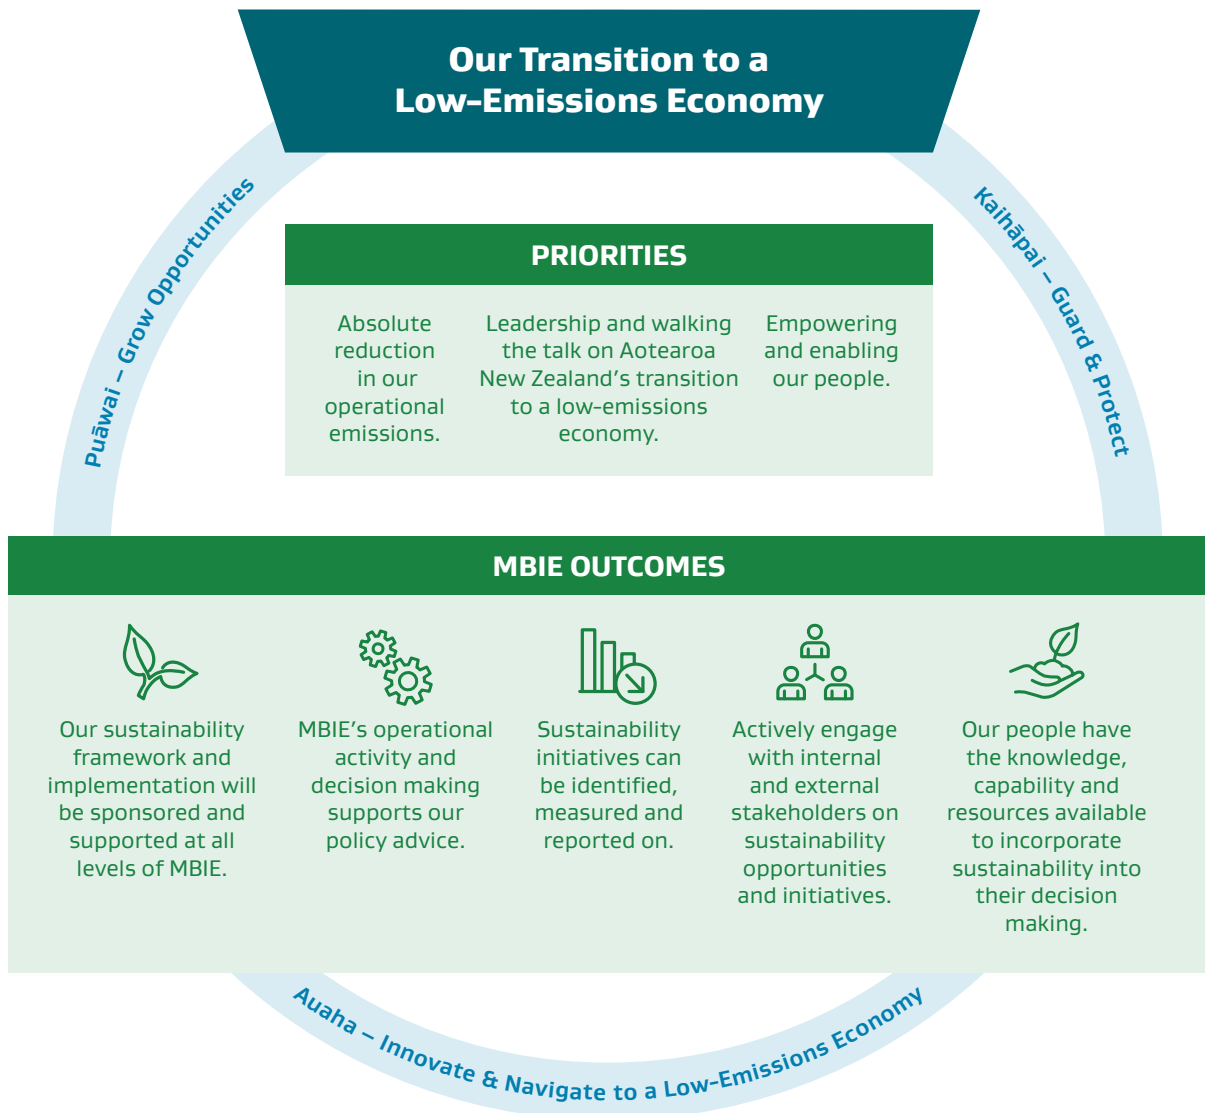 Our Transition to a
Low-Emissions Economy
Puāwai – Grow Opportunities
Kaihāpai – Guard & Protect
PRIORITIES
Absolute
reduction
in our
operational
emissions.
Leadership and walking
the talk on Aotearoa
New Zealand's transition
to a low-emissions
economy.
Empowering
and enabling
our people.
MBIE OUTCOMES
Our sustainability
framework and
implementation will
be sponsored and
supported at all
levels of MBIE.
MBIE's operational
activity and
decision making
supports our
policy advice.
Sustainability
initiatives can
be identified,
measured and
reported on.
Actively engage
with internal
and external
stakeholders on
sustainability
opportunities
and initiatives.
Our people have
the knowledge,
capability and
resources available
to incorporate
sustainability into
their decision
making.
Auaha – Innovate & Navigate to a Low-Emissions Economy